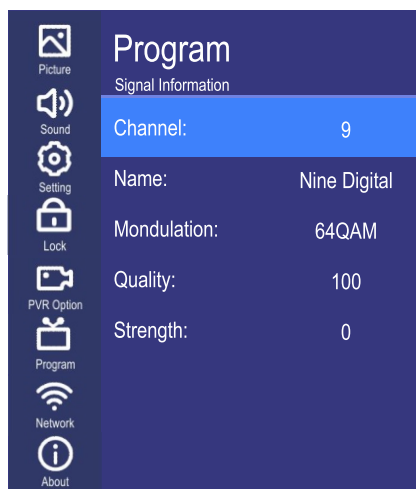 Picture
Sound
Setting
Lock
PVR Option
Program
Network
About
Program
Signal Information
Channel: 9
Name: Nine Digital
Mondulation: 64QAM
Quality: 100
Strength: 0